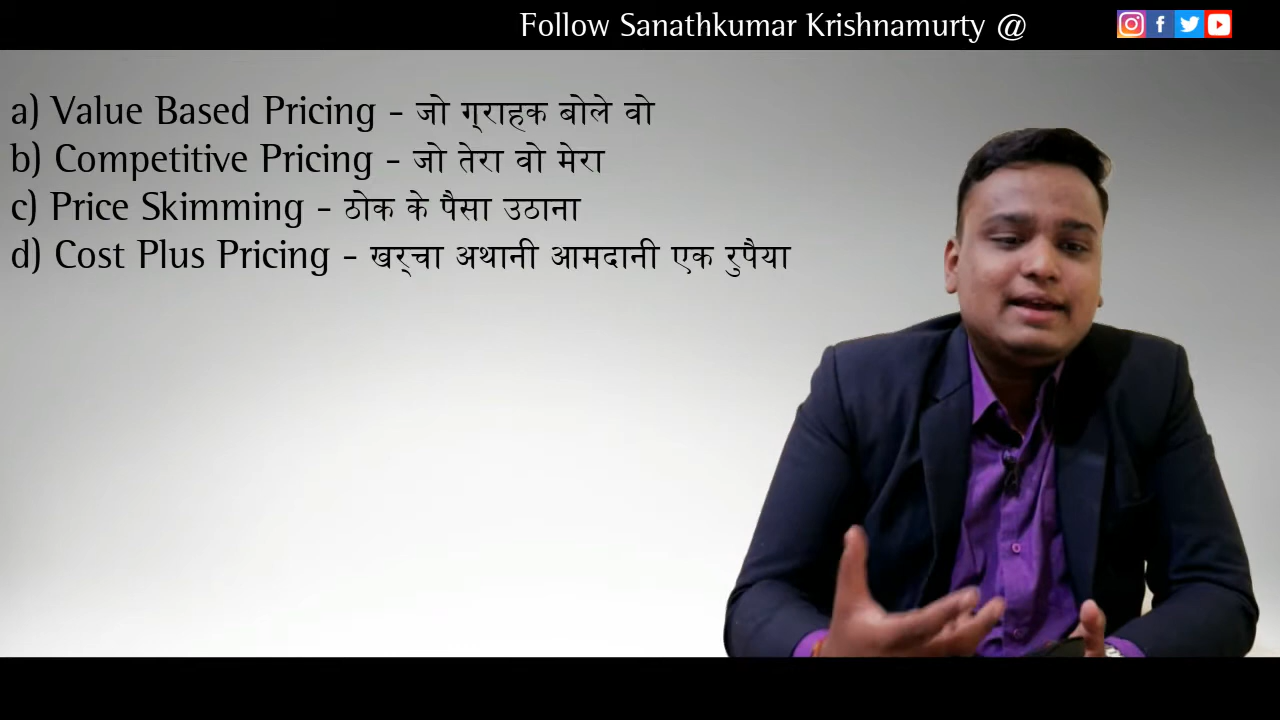 Follow Sanathkumar Krishnamurty @
a) Value Based Pricing - जो ग्‌राहक बोले वो
b) Competitive Pricing - जो तेरा वो मेरा
c) Price Skimming - ठोक के पैसा उठाना
d) Cost Plus Pricing - खर्‌चा अथानी आमदानी एक रुपैया